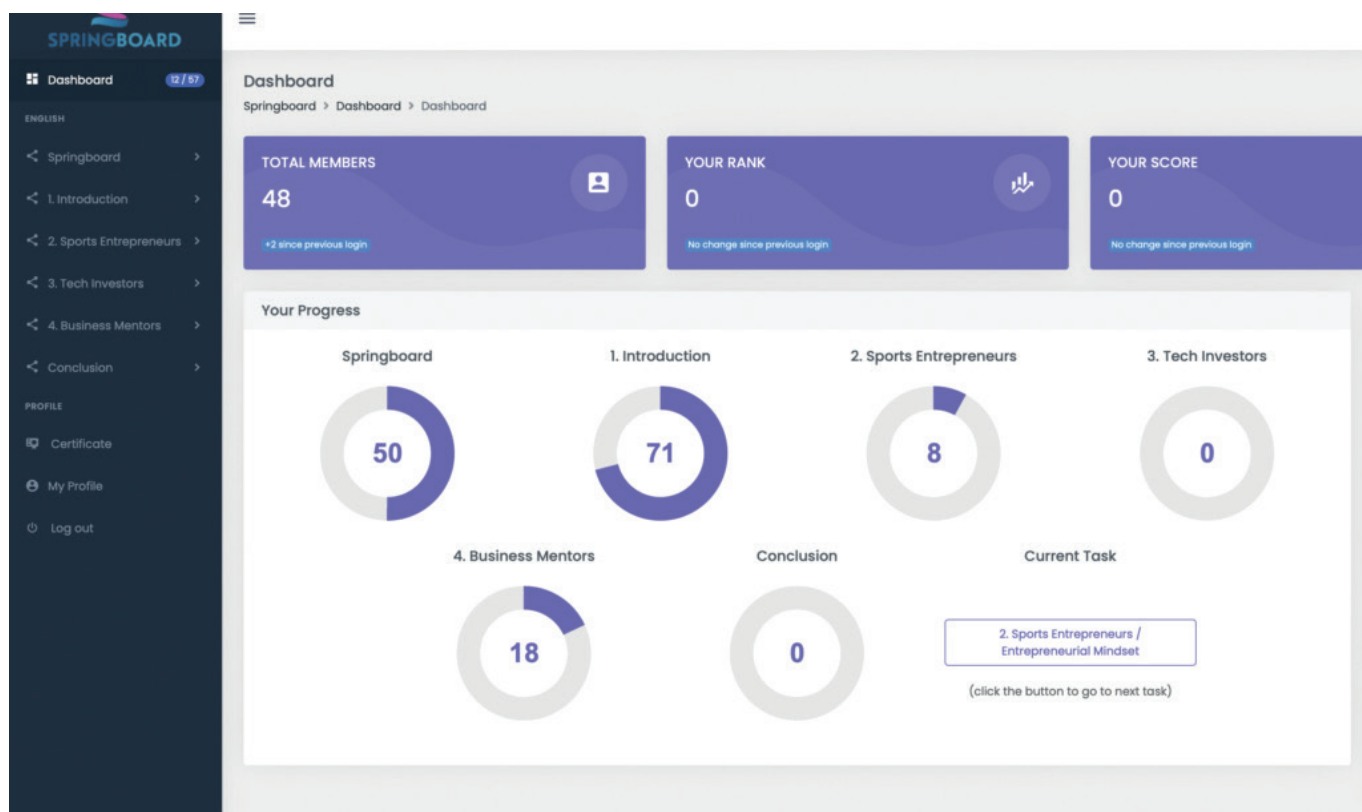 SPRINGBOARD
Dashboard 12 / 57
ENGLISH
Springboard
1. Introduction
2. Sports Entrepreneurs
3. Tech Investors
4. Business Mentors
Conclusion
PROFILE
Certificate
My Profile
Log out
Dashboard
Springboard > Dashboard > Dashboard
TOTAL MEMBERS
48
+2 since previous login
YOUR RANK
0
No change since previous login
YOUR SCORE
0
No change since previous login
Your Progress
Springboard
50
1. Introduction
71
2. Sports Entrepreneurs
8
3. Tech Investors
0
4. Business Mentors
18
Conclusion
0
Current Task
2. Sports Entrepreneurs /
Entrepreneurial Mindset
(click the button to go to next task)